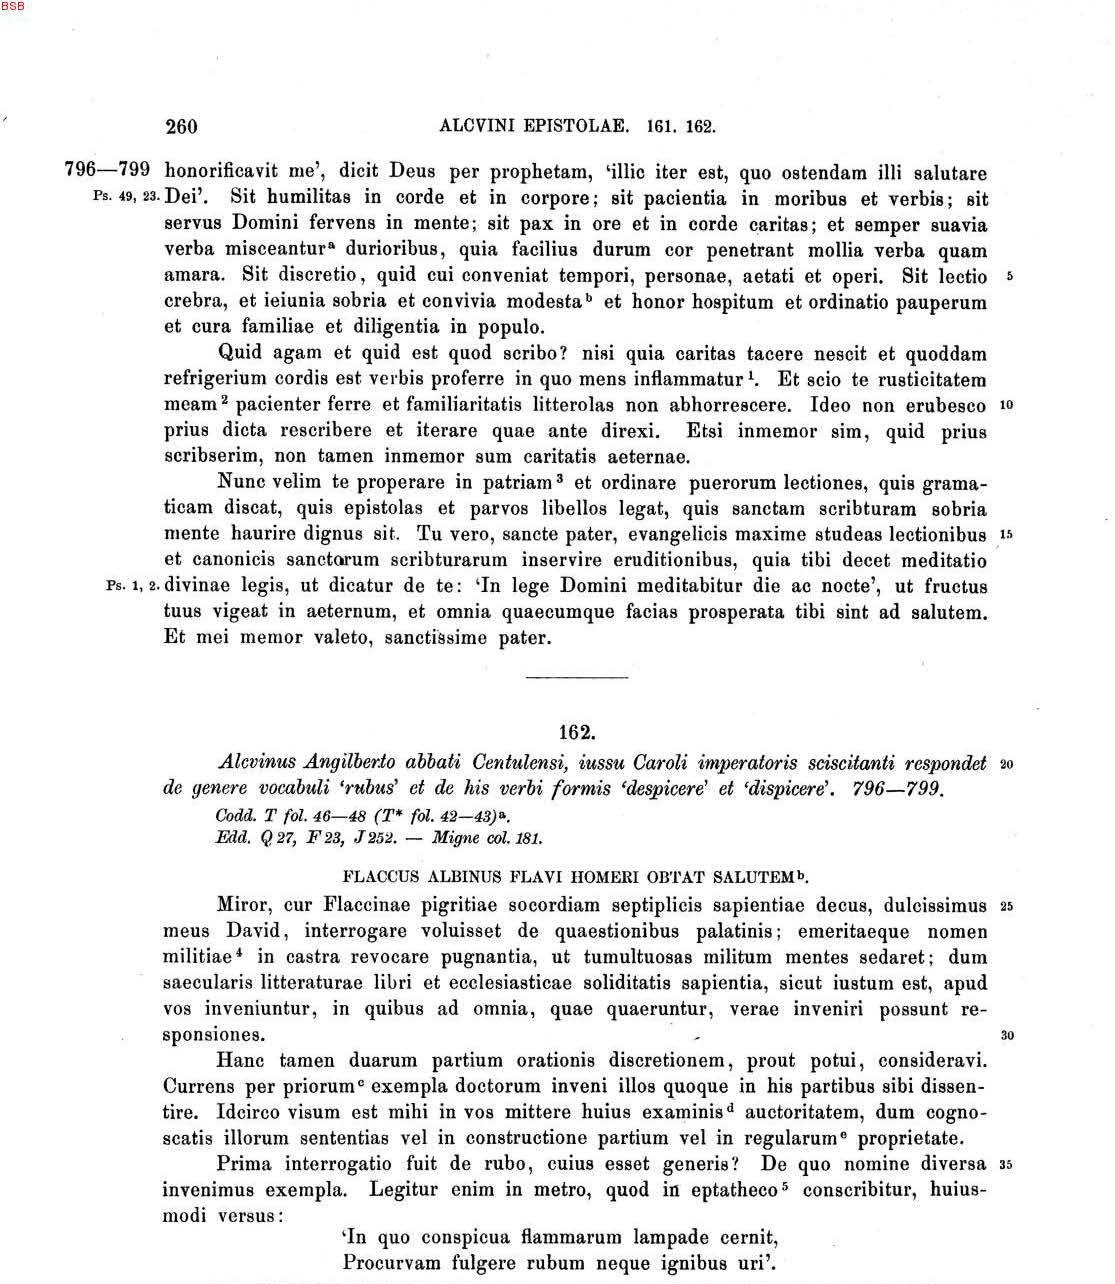 BSB
260 ALCVINI EPISTOLAE. 161. 162.
796—799 honorificavit me’, dicit Deus per prophetam, ‘illic iter est, quo ostendam illi salutare
Ps. 49, 23. Dei’. Sit humilitas in corde et in corpore; sit pacientia in moribus et verbis; sit
servus Domini fervens in mente; sit pax in ore et in corde caritas; et semper suavia
verba misceanturᵃ durioribus, quia facilius durum cor penetrant mollia verba quam
amara. Sit discretio, quid cui conveniat tempori, personae, aetati et operi. Sit lectio 5
crebra, et ieiunia sobria et convivia modestaᵇ et honor hospitum et ordinatio pauperum
et cura familiae et diligentia in populo.
Quid agam et quid est quod scribo? nisi quia caritas tacere nescit et quoddam
refrigerium cordis est verbis proferre in quo mens inflammatur¹. Et scio te rusticitatem
meam² pacienter ferre et familiaritatis litterolas non abhorrescere. Ideo non erubesco 10
prius dicta rescribere et iterare quae ante direxi. Etsi inmemor sim, quid prius
scribserim, non tamen inmemor sum caritatis aeternae.
Nunc velim te properare in patriam³ et ordinare puerorum lectiones, quis grama-
ticam discat, quis epistolas et parvos libellos legat, quis sanctam scribturam sobria
mente haurire dignus sit. Tu vero, sancte pater, evangelicis maxime studeas lectionibus 15
et canonicis sanctorum scribturarum inservire eruditionibus, quia tibi decet meditatio
Ps. 1, 2. divinae legis, ut dicatur de te: ‘In lege Domini meditabitur die ac nocte’, ut fructus
tuus vigeat in aeternum, et omnia quaecumque facias prosperata tibi sint ad salutem.
Et mei memor valeto, sanctissime pater.
162.
Alcvinus Angilberto abbati Centulensi, iussu Caroli imperatoris sciscitanti respondet 20
de genere vocabuli ‘rubus’ et de his verbi formis ‘despicere’ et ‘dispicere’. 796—799.
Codd. T fol. 46—48 (T* fol. 42—43)ᵃ.
Edd. Q 27, F 23, J 252. — Migne col. 181.
FLACCUS ALBINUS FLAVI HOMERI OBTAT SALUTEMᵇ.
Miror, cur Flaccinae pigritiae socordiam septiplicis sapientiae decus, dulcissimus 25
meus David, interrogare voluisset de quaestionibus palatinis; emeritaeque nomen
militiae⁴ in castra revocare pugnantia, ut tumultuosas militum mentes sedaret; dum
saecularis litteraturae libri et ecclesiasticae soliditatis sapientia, sicut iustum est, apud
vos inveniuntur, in quibus ad omnia, quae quaeruntur, verae inveniri possunt re-
sponsiones. 30
Hanc tamen duarum partium orationis discretionem, prout potui, consideravi.
Currens per priorumᶜ exempla doctorum inveni illos quoque in his partibus sibi dissen-
tire. Idcirco visum est mihi in vos mittere huius examinisᵈ auctoritatem, dum cogno-
scatis illorum sententias vel in constructione partium vel in regularumᵉ proprietate.
Prima interrogatio fuit de rubo, cuius esset generis? De quo nomine diversa 35
invenimus exempla. Legitur enim in metro, quod in eptatheco⁵ conscribitur, huius-
modi versus:
‘In quo conspicua flammarum lampade cernit,
Procurvam fulgere rubum neque ignibus uri’.